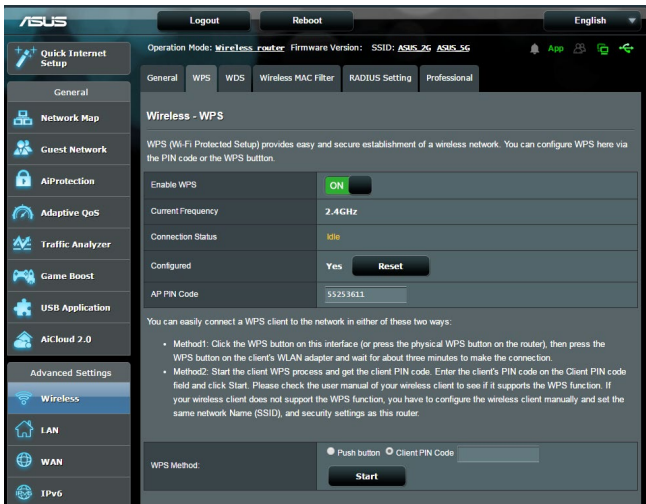 ASUS
Logout
Reboot
English
Quick Internet
Setup
Operation Mode: Wireless router Firmware Version: SSID: ASUS_2G ASUS_5G
App
General
WPS
WDS
Wireless MAC Filter
RADIUS Setting
Professional
General
Network Map
Guest Network
AiProtection
Adaptive QoS
Traffic Analyzer
Game Boost
USB Application
AiCloud 2.0
Advanced Settings
Wireless
LAN
WAN
IPv6
IPv6
Wireless - WPS
WPS (Wi-Fi Protected Setup) provides easy and secure establishment of a wireless network. You can configure WPS here via
the PIN code or the WPS buttton.
Enable WPS
ON
Current Frequency
2.4GHz
Connection Status
Idle
Configured
Yes
Reset
AP PIN Code
55253611
You can easily connect a WPS client to the network in either of these two ways:
• Method1: Click the WPS button on this interface (or press the physical WPS button on the router), then press the
WPS button on the client's WLAN adapter and wait for about three minutes to make the connection.
• Method2: Start the client WPS process and get the client PIN code. Enter the client's PIN code on the Client PIN code
field and click Start. Please check the user manual of your wireless client to see if it supports the WPS function. If
your wireless client does not support the WPS function, you have to configure the wireless client manually and set the
same network Name (SSID), and security settings as this router.
WPS Method:
Push button
Client PIN Code
Start